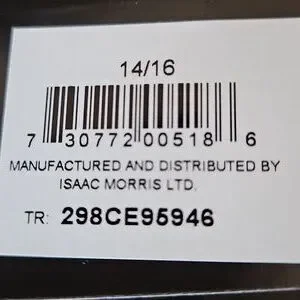 14/16
7 30772 00518 6
MANUFACTURED AND DISTRIBUTED BY
ISAAC MORRIS LTD.
TR: 298CE95946